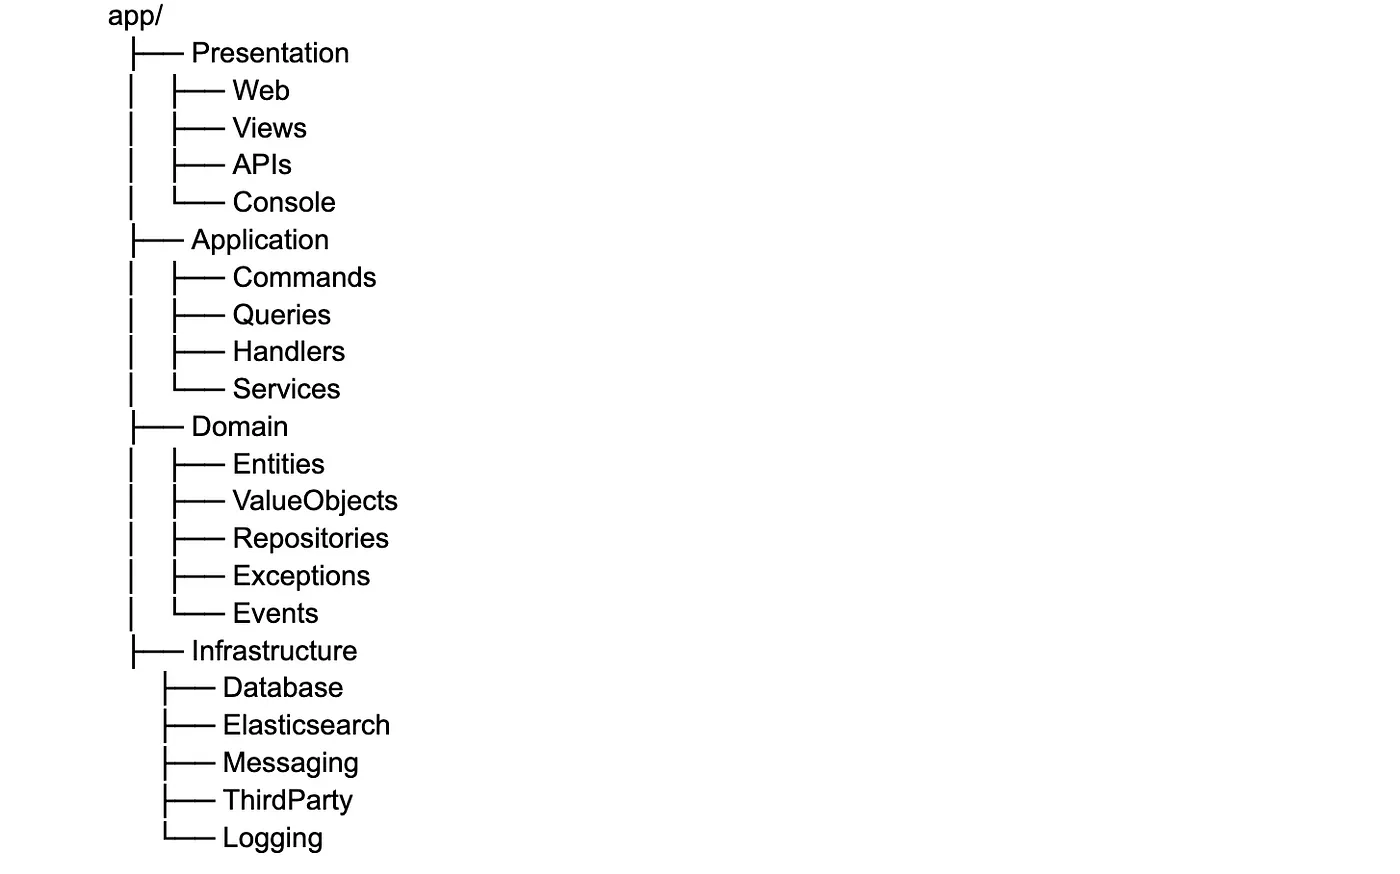 app/
├── Presentation
│   ├── Web
│   ├── Views
│   ├── APIs
│   └── Console
├── Application
│   ├── Commands
│   ├── Queries
│   ├── Handlers
│   └── Services
├── Domain
│   ├── Entities
│   ├── ValueObjects
│   ├── Repositories
│   ├── Exceptions
│   └── Events
├── Infrastructure
   ├── Database
   ├── Elasticsearch
   ├── Messaging
   ├── ThirdParty
   └── Logging